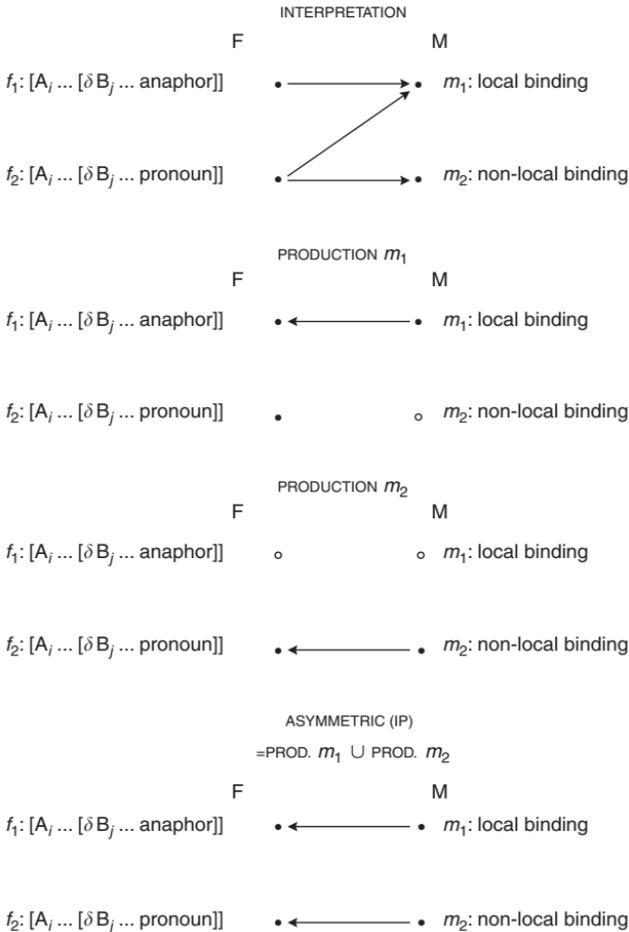 INTERPRETATION
F M
f₁: [Aᵢ ... [δ Bⱼ ... anaphor]] m₁: local binding
f₂: [Aᵢ ... [δ Bⱼ ... pronoun]] m₂: non-local binding
PRODUCTION m₁
F M
f₁: [Aᵢ ... [δ Bⱼ ... anaphor]] m₁: local binding
f₂: [Aᵢ ... [δ Bⱼ ... pronoun]] m₂: non-local binding
PRODUCTION m₂
F M
f₁: [Aᵢ ... [δ Bⱼ ... anaphor]] m₁: local binding
f₂: [Aᵢ ... [δ Bⱼ ... pronoun]] m₂: non-local binding
ASYMMETRIC (IP)
=PROD. m₁ ∪ PROD. m₂
F M
f₁: [Aᵢ ... [δ Bⱼ ... anaphor]] m₁: local binding
f₂: [Aᵢ ... [δ Bⱼ ... pronoun]] m₂: non-local binding